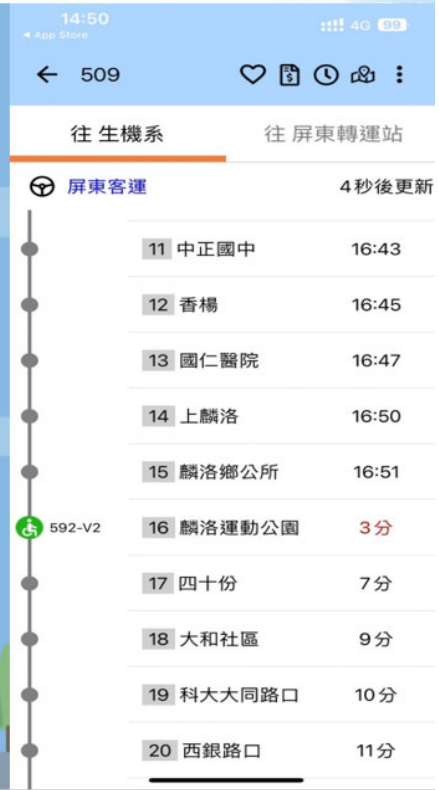 14:50
4G 99
◀ App Store
← 509
往 生機系 往 屏東轉運站
屏東客運 4秒後更新
11 中正國中 16:43
12 香楊 16:45
13 國仁醫院 16:47
14 上麟洛 16:50
15 麟洛鄉公所 16:51
592-V2 16 麟洛運動公園 3分
17 四十份 7分
18 大和社區 9分
19 科大大同路口 10分
20 西銀路口 11分